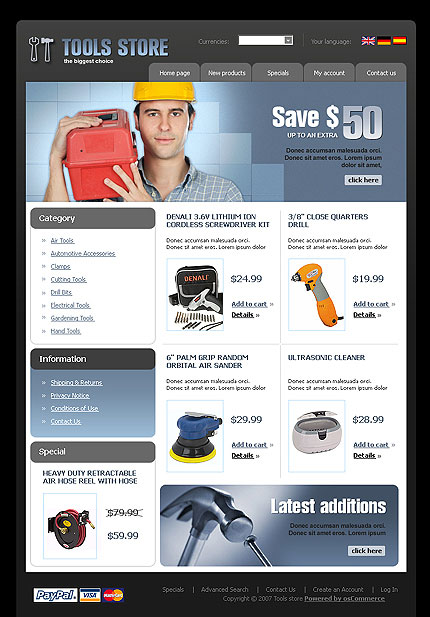 TOOLS STORE
the biggest choice
Currencies:
Your language:
Home page
New products
Specials
My account
Contact us
Save $50
UP TO AN EXTRA
Donec accumsan malesuada orci.
Donec sit amet eros. Lorem ipsum
dolor sit amet,
click here
Category
» Air Tools
» Automotive Accessories
» Clamps
» Cutting Tools
» Drill Bits
» Electrical Tools
» Gardening Tools
» Hand Tools
Information
» Shipping & Returns
» Privacy Notice
» Conditions of Use
» Contact Us
Special
HEAVY DUTY RETRACTABLE
AIR HOSE REEL WITH HOSE
$79.99
$59.99
DENALI 3.6V LITHIUM ION
CORDLESS SCREWDRIVER KIT
Donec accumsan malesuada orci.
Donec sit amet eros. Lorem ipsum dolor
DENALI
$24.99
Add to cart »
Details »
3/8" CLOSE QUARTERS
DRILL
Donec accumsan malesuada orci.
Donec sit amet eros. Lorem ipsum dolor
$19.99
Add to cart »
Details »
6" PALM GRIP RANDOM
ORBITAL AIR SANDER
Donec accumsan malesuada orci.
Donec sit amet eros. Lorem ipsum dolor
$29.99
Add to cart »
Details »
ULTRASONIC CLEANER
Donec accumsan malesuada orci.
Donec sit amet eros. Lorem ipsum dolor
$28.99
Add to cart »
Details »
Latest additions
Donec accumsan malesuada orci.
Donec sit amet eros. Lorem ipsum dolor
click here
PayPal VISA MasterCard
Specials | Advanced Search | Contact Us | Create an Account | Log In
Copyright © 2007 Tools store Powered by osCommerce